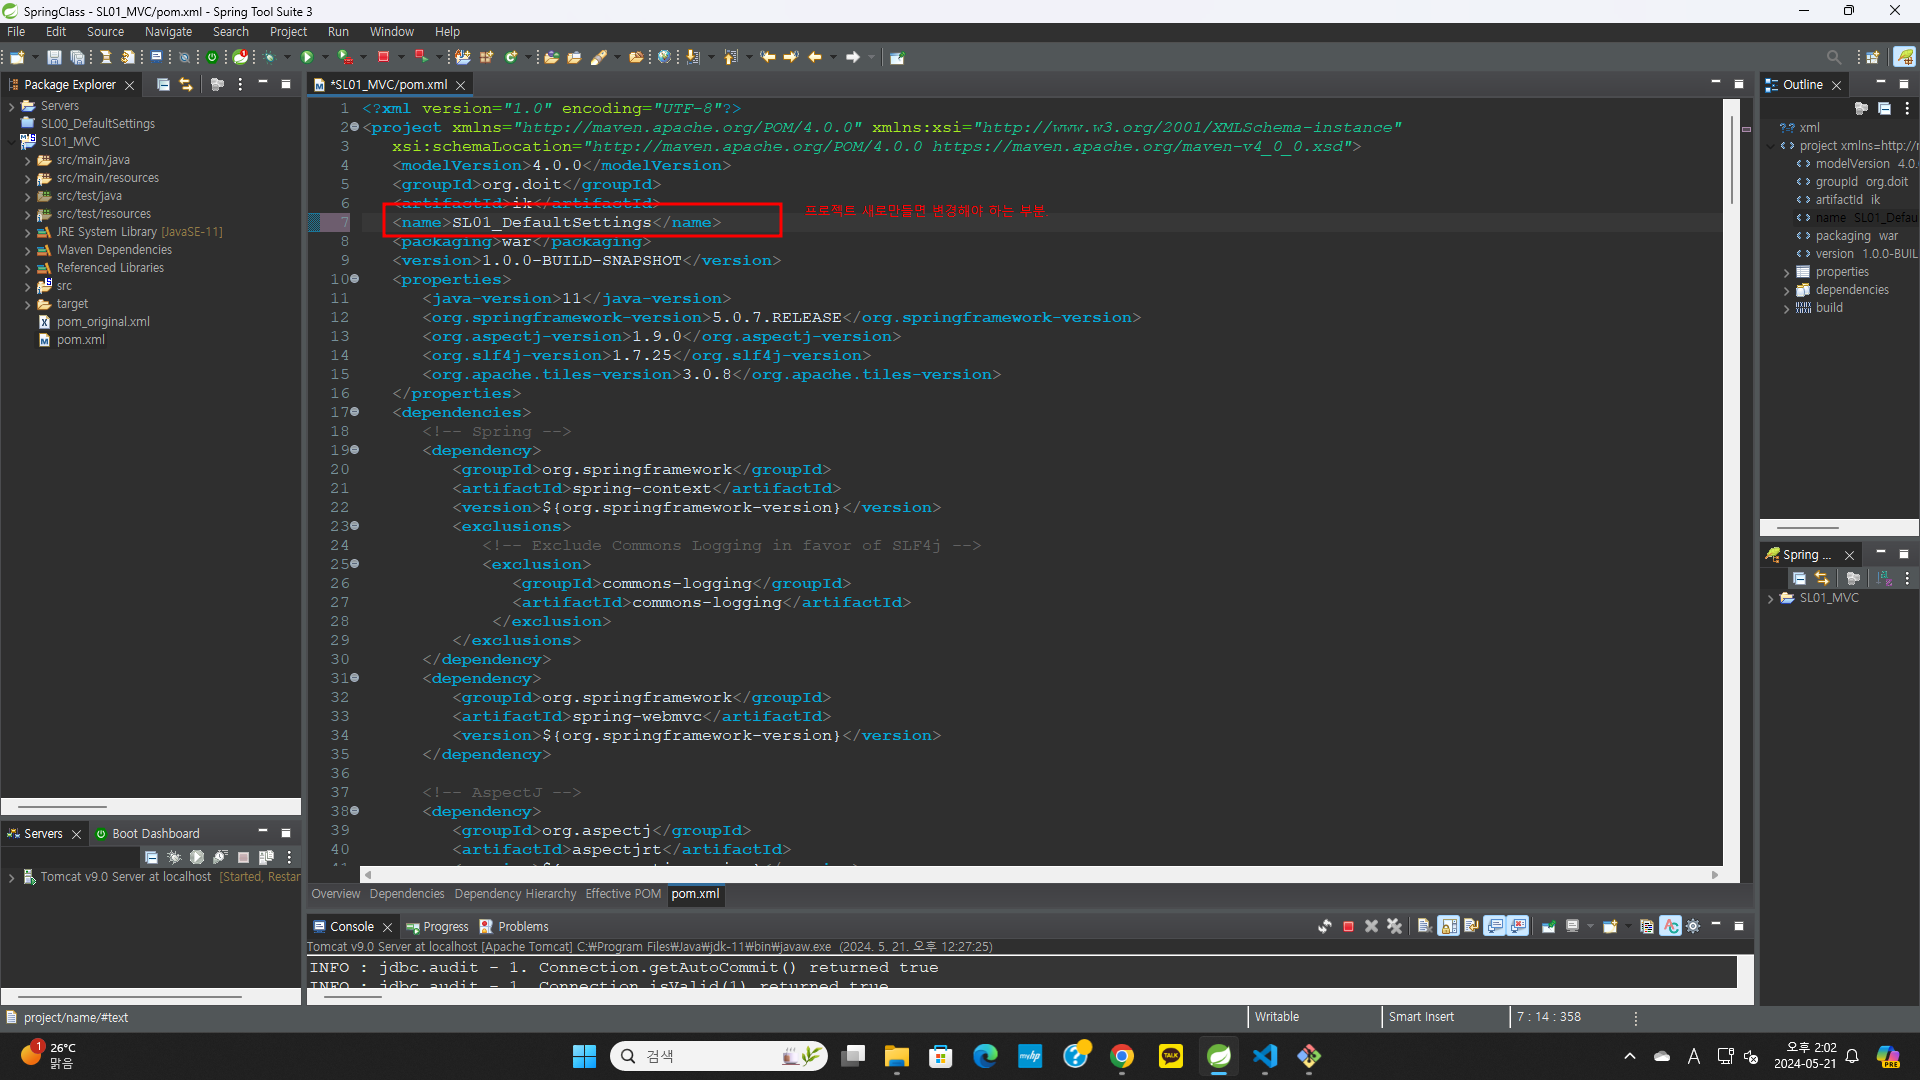 SpringClass - SL01_MVC/pom.xml - Spring Tool Suite 3
File Edit Source Navigate Search Project Run Window Help
Package Explorer
Servers
SL00_DefaultSettings
SL01_MVC
src/main/java
src/main/resources
src/test/java
src/test/resources
JRE System Library [JavaSE-11]
Maven Dependencies
Referenced Libraries
src
target
pom_original.xml
pom.xml
*SL01_MVC/pom.xml
1 <?xml version="1.0" encoding="UTF-8"?>
2 <project xmlns="http://maven.apache.org/POM/4.0.0" xmlns:xsi="http://www.w3.org/2001/XMLSchema-instance"
3 xsi:schemaLocation="http://maven.apache.org/POM/4.0.0 https://maven.apache.org/maven-v4_0_0.xsd">
4 <modelVersion>4.0.0</modelVersion>
5 <groupId>org.doit</groupId>
6 <artifactId>ik</artifactId>
프로젝트 새로만들면 변경해야 하는 부분.
7 <name>SL01_DefaultSettings</name>
8 <packaging>war</packaging>
9 <version>1.0.0-BUILD-SNAPSHOT</version>
10 <properties>
11 <java-version>11</java-version>
12 <org.springframework-version>5.0.7.RELEASE</org.springframework-version>
13 <org.aspectj-version>1.9.0</org.aspectj-version>
14 <org.slf4j-version>1.7.25</org.slf4j-version>
15 <org.apache.tiles-version>3.0.8</org.apache.tiles-version>
16 </properties>
17 <dependencies>
18 <!-- Spring -->
19 <dependency>
20 <groupId>org.springframework</groupId>
21 <artifactId>spring-context</artifactId>
22 <version>${org.springframework-version}</version>
23 <exclusions>
24 <!-- Exclude Commons Logging in favor of SLF4j -->
25 <exclusion>
26 <groupId>commons-logging</groupId>
27 <artifactId>commons-logging</artifactId>
28 </exclusion>
29 </exclusions>
30 </dependency>
31 <dependency>
32 <groupId>org.springframework</groupId>
33 <artifactId>spring-webmvc</artifactId>
34 <version>${org.springframework-version}</version>
35 </dependency>
36
37 <!-- AspectJ -->
38 <dependency>
39 <groupId>org.aspectj</groupId>
40 <artifactId>aspectjrt</artifactId>
Overview Dependencies Dependency Hierarchy Effective POM pom.xml
Outline
xml
project xmlns=http://
modelVersion 4.0.
groupId org.doit
artifactId ik
name SL01_Defau
packaging war
version 1.0.0-BUIL
properties
dependencies
build
Spring ...
SL01_MVC
Servers Boot Dashboard
Tomcat v9.0 Server at localhost [Started, Restar
Console Progress Problems
Tomcat v9.0 Server at localhost [Apache Tomcat] C:₩Program Files₩Java₩jdk-11₩bin₩javaw.exe (2024. 5. 21. 오후 12:27:25)
INFO : jdbc.audit - 1. Connection.getAutoCommit() returned true
INFO : jdbc.audit - 1. Connection.isValid(1) returned true
project/name/#text
Writable Smart Insert 7 : 14 : 358
1
26°C
맑음
검색
myhp
TALK
A
오후 2:02
2024-05-21
PRE